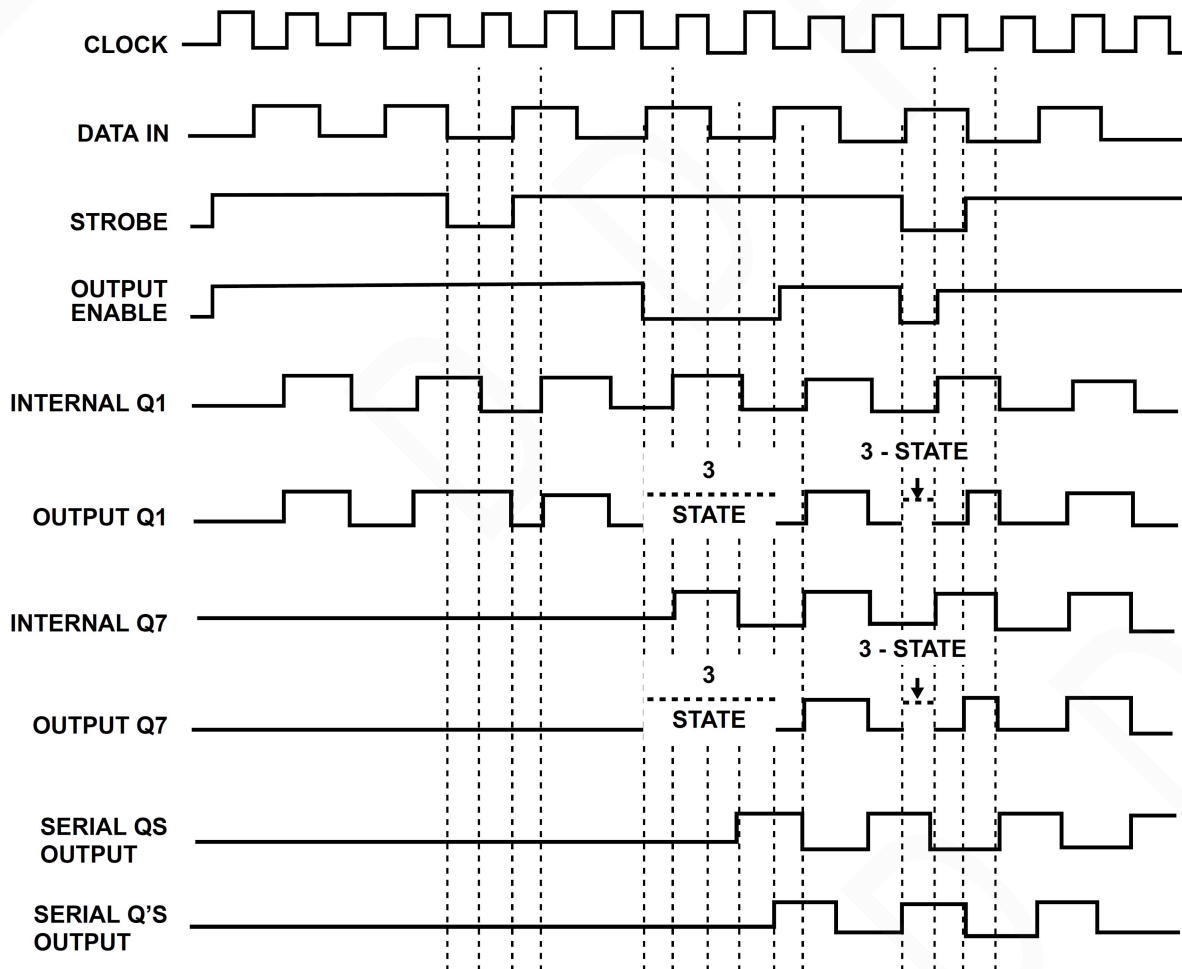 CLOCK
DATA IN
STROBE
OUTPUT
ENABLE
INTERNAL Q1
3 - STATE
3
OUTPUT Q1
STATE
INTERNAL Q7
3 - STATE
3
OUTPUT Q7
STATE
SERIAL QS
OUTPUT
SERIAL Q’S
OUTPUT